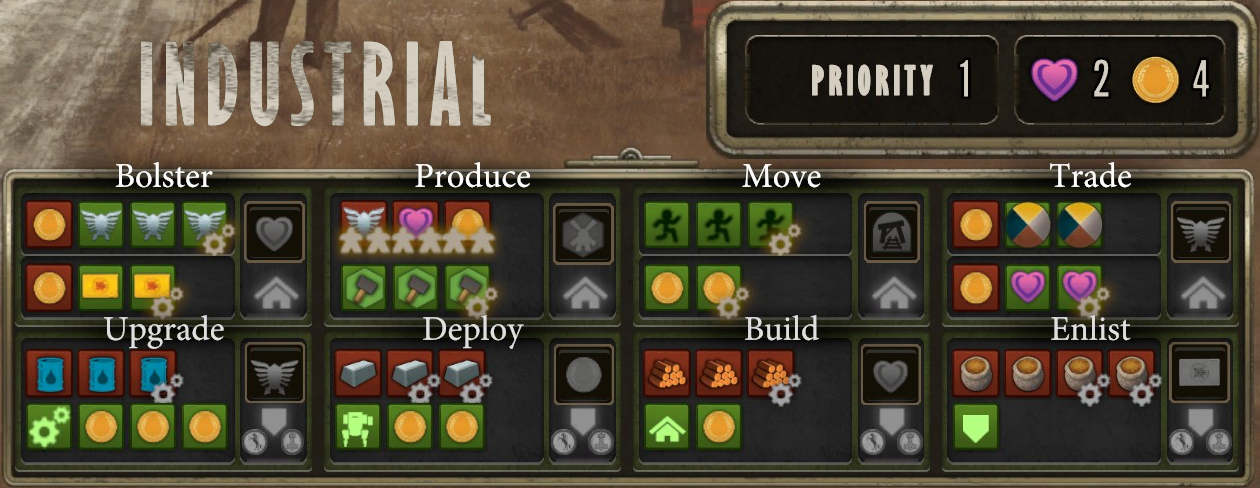 INDUSTRIAL
PRIORITY 1
2 4
Bolster Produce Move Trade
Upgrade Deploy Build Enlist